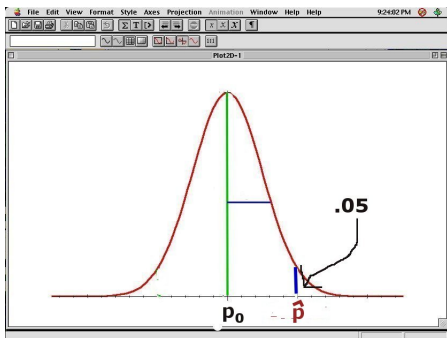 File Edit View Format Style Axes Projection Animation Window Help Help 9:24:02 PM
Σ T x x X ¶
Plot2D-1
.05
p₀ p̂